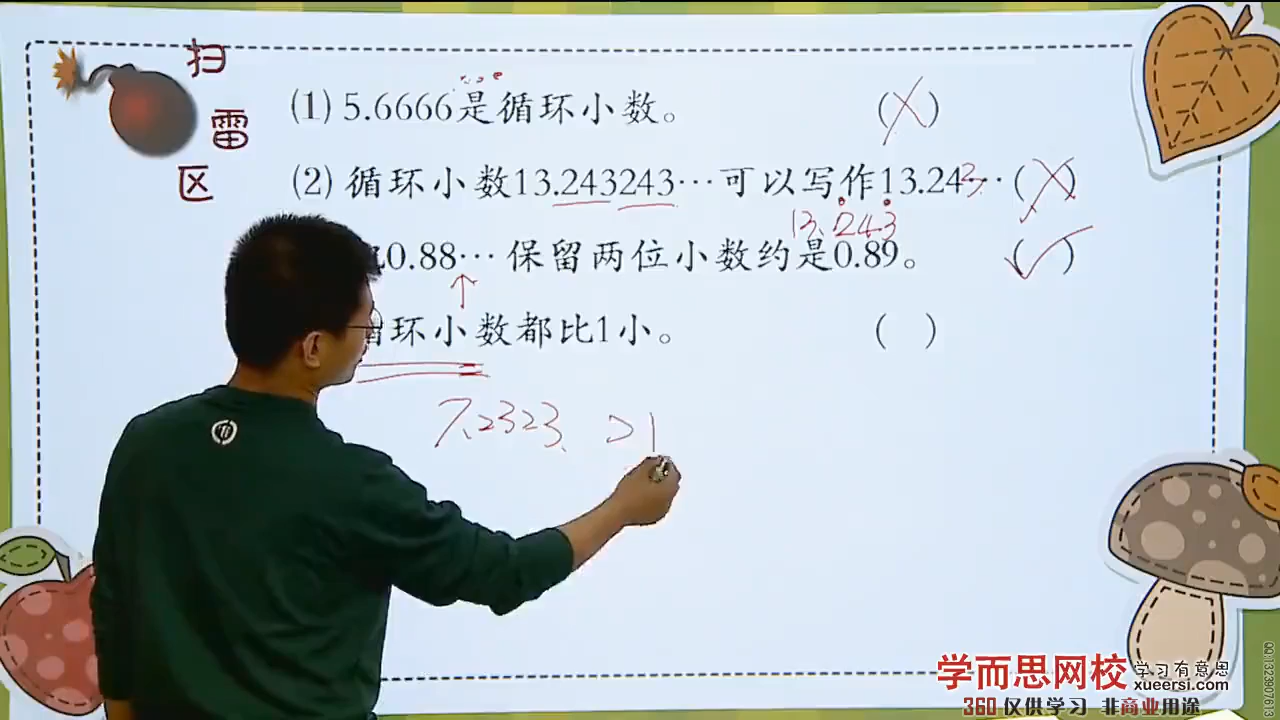 扫
雷
区
(1) 5.6666是循环小数。 (×)
(2) 循环小数13.243243…可以写作13.243… (×)
13.243
0.88… 保留两位小数约是0.89。 (✓)
循环小数都比1小。 ( )
7.2323. >1
学而思网校 学习有意思
xueersi.com
360 仅供学习 非商业用途